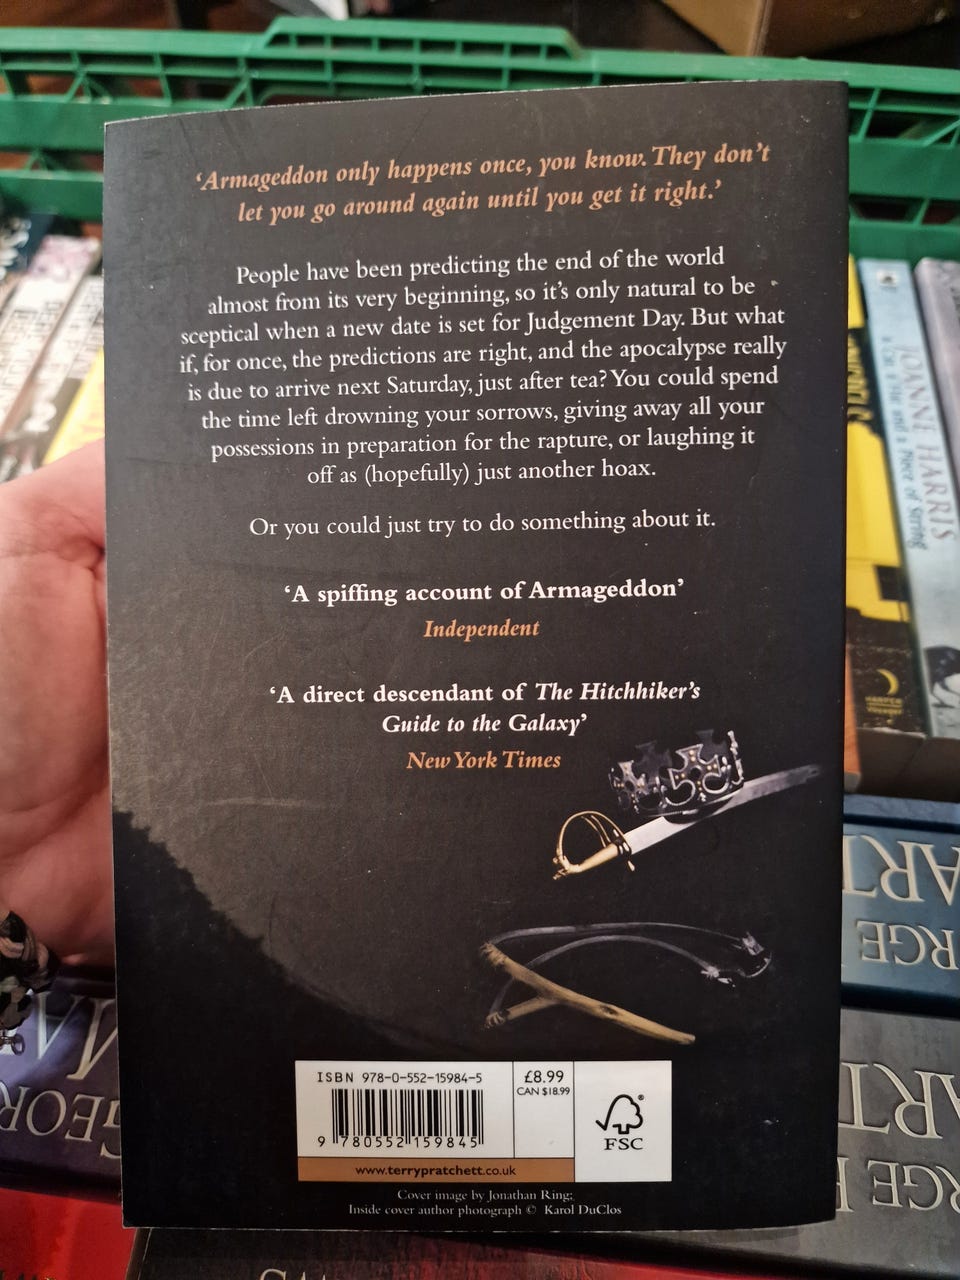 ‘Armageddon only happens once, you know. They don’t
let you go around again until you get it right.’
People have been predicting the end of the world
almost from its very beginning, so it’s only natural to be
sceptical when a new date is set for Judgement Day. But what
if, for once, the predictions are right, and the apocalypse really
is due to arrive next Saturday, just after tea? You could spend
the time left drowning your sorrows, giving away all your
possessions in preparation for the rapture, or laughing it
off as (hopefully) just another hoax.
Or you could just try to do something about it.
‘A spiffing account of Armageddon’
Independent
‘A direct descendant of The Hitchhiker’s
Guide to the Galaxy’
New York Times
ISBN 978-0-552-15984-5
9 780552 159845
£8.99
CAN $18.99
FSC
www.terrypratchett.co.uk
Cover image by Jonathan Ring;
Inside cover author photograph © Karol DuClos
JOANNE HARRIS
a Cat, a Hat and a Piece of String
HARPER
Voyager